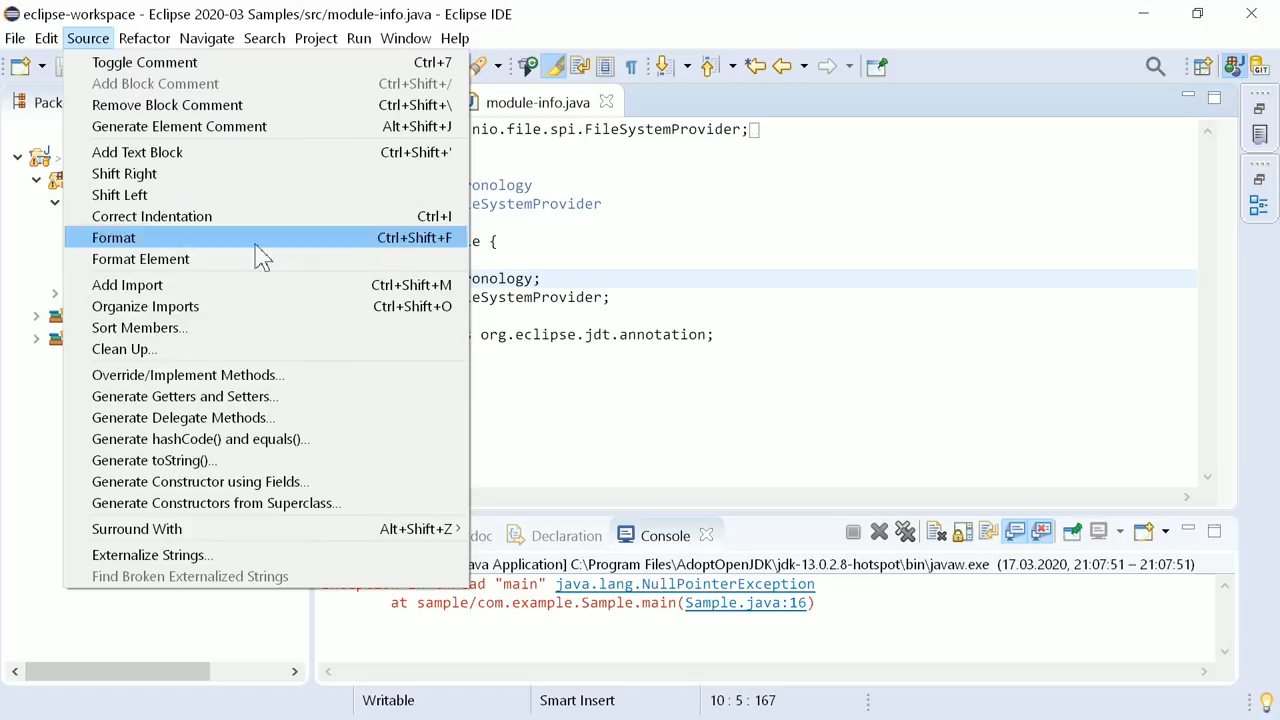 eclipse-workspace - Eclipse 2020-03 Samples/src/module-info.java - Eclipse IDE
File Edit Source Refactor Navigate Search Project Run Window Help
Toggle Comment Ctrl+7
Add Block Comment Ctrl+Shift+/
Pack
Remove Block Comment Ctrl+Shift+\
module-info.java
Generate Element Comment Alt+Shift+J
nio.file.spi.FileSystemProvider;
Add Text Block Ctrl+Shift+'
Shift Right
onology
Shift Left
eSystemProvider
Correct Indentation Ctrl+I
Format Ctrl+Shift+F
e {
Format Element
onology;
Add Import Ctrl+Shift+M
eSystemProvider;
Organize Imports Ctrl+Shift+O
Sort Members...
org.eclipse.jdt.annotation;
Clean Up...
Override/Implement Methods...
Generate Getters and Setters...
Generate Delegate Methods...
Generate hashCode() and equals()...
Generate toString()...
Generate Constructor using Fields...
Generate Constructors from Superclass...
Surround With Alt+Shift+Z
Externalize Strings...
Find Broken Externalized Strings
doc Declaration Console
va Application] C:\Program Files\AdoptOpenJDK\jdk-13.0.2.8-hotspot\bin\javaw.exe (17.03.2020, 21:07:51 – 21:07:51)
"main" java.lang.NullPointerException
at sample/com.example.Sample.main(Sample.java:16)
Writable Smart Insert 10 : 5 : 167
GIT